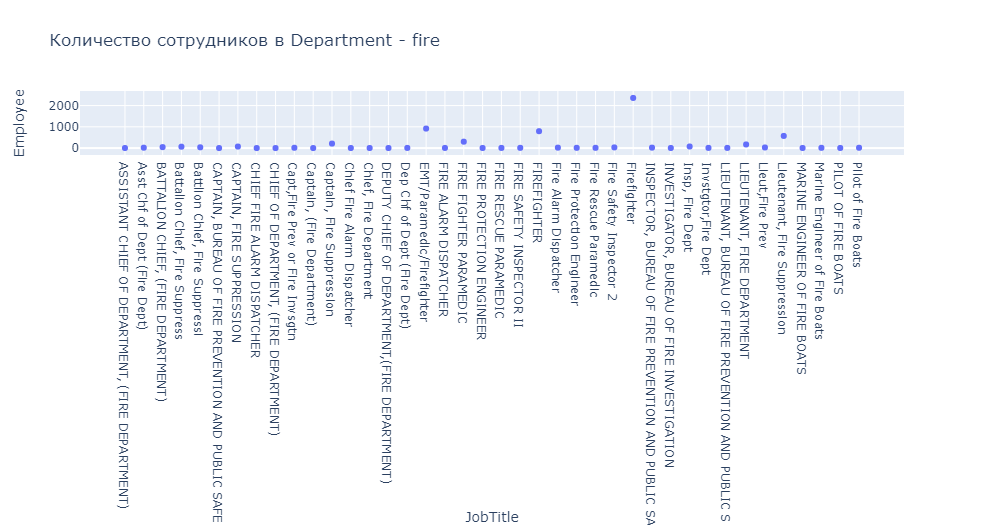 Количество сотрудников в Department - fire
Employee
2000
1000
0
ASSISTANT CHIEF OF DEPARTMENT, (FIRE DEPARTMENT)
Asst Chf of Dept (Fire Dept)
BATTALION CHIEF, (FIRE DEPARTMENT)
Battalion Chief, Fire Suppress
Battlion Chief, Fire Suppressi
CAPTAIN, BUREAU OF FIRE PREVENTION AND PUBLIC SAFE
CAPTAIN, FIRE SUPPRESSION
CHIEF FIRE ALARM DISPATCHER
CHIEF OF DEPARTMENT, (FIRE DEPARTMENT)
Capt,Fire Prev or Fire Invsgtn
Captain, (Fire Department)
Captain, Fire Suppression
Chief Fire Alarm Dispatcher
Chief, Fire Department
DEPUTY CHIEF OF DEPARTMENT,(FIRE DEPARTMENT)
Dep Chf of Dept (Fire Dept)
EMT/Paramedic/Firefighter
FIRE ALARM DISPATCHER
FIRE FIGHTER PARAMEDIC
FIRE PROTECTION ENGINEER
FIRE RESCUE PARAMEDIC
FIRE SAFETY INSPECTOR II
FIREFIGHTER
Fire Alarm Dispatcher
Fire Protection Engineer
Fire Rescue Paramedic
Fire Safety Inspector 2
Firefighter
INSPECTOR, BUREAU OF FIRE PREVENTION AND PUBLIC SA
INVESTIGATOR, BUREAU OF FIRE INVESTIGATION
Insp, Fire Dept
Invstgtor,Fire Dept
LIEUTENANT, BUREAU OF FIRE PREVENTION AND PUBLIC S
LIEUTENANT, FIRE DEPARTMENT
Lieut,Fire Prev
Lieutenant, Fire Suppression
MARINE ENGINEER OF FIRE BOATS
Marine Engineer of Fire Boats
PILOT OF FIRE BOATS
Pilot of Fire Boats
JobTitle